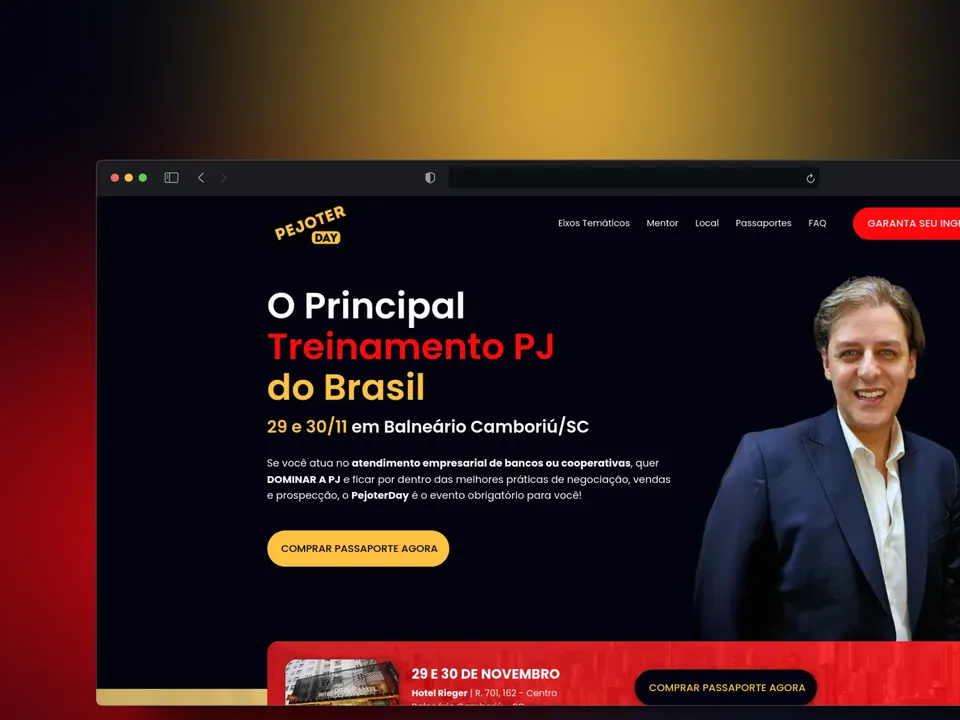 PEJOTER
DAY
Eixos Temáticos Mentor Local Passaportes FAQ
GARANTA SEU
O Principal
Treinamento PJ
do Brasil
29 e 30/11 em Balneário Camboriú/SC
Se você atua no atendimento empresarial de bancos ou cooperativas, quer
DOMINAR A PJ e ficar por dentro das melhores práticas de negociação, vendas
e prospecção, o PejoterDay é o evento obrigatório para você!
COMPRAR PASSAPORTE AGORA
29 E 30 DE NOVEMBRO
Hotel Rieger | R. 701, 162 - Centro
COMPRAR PASSAPORTE AGORA
Balneário Camboriú - SC